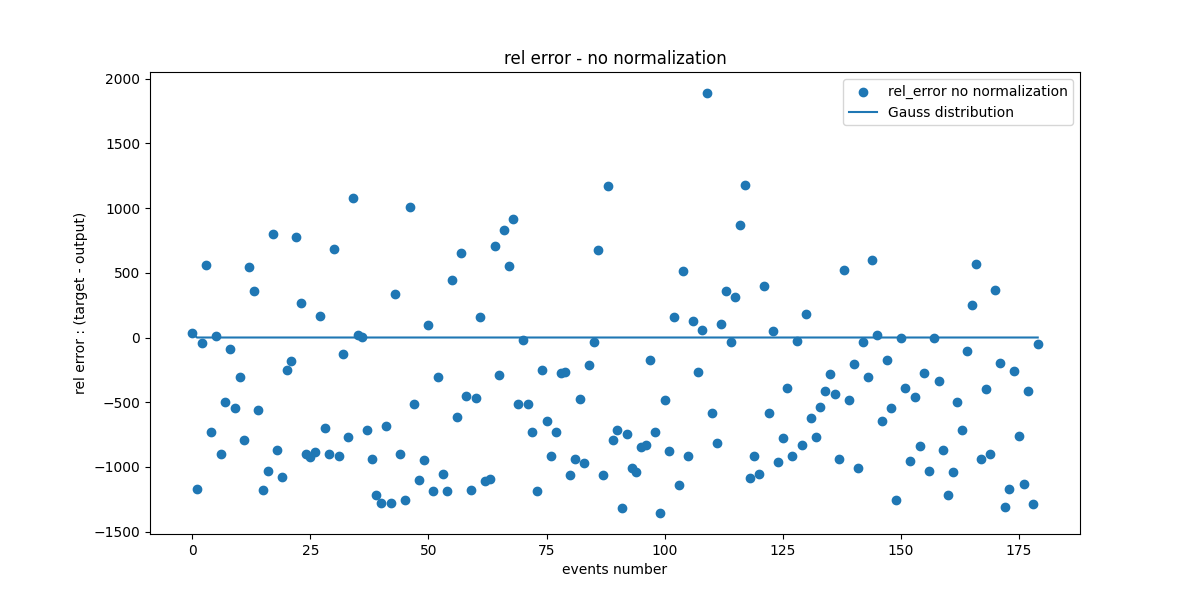 rel error - no normalization
rel_error no normalization
Gauss distribution
2000
1500
1000
500
0
−500
−1000
−1500
rel error : (target - output)
0 25 50 75 100 125 150 175
events number